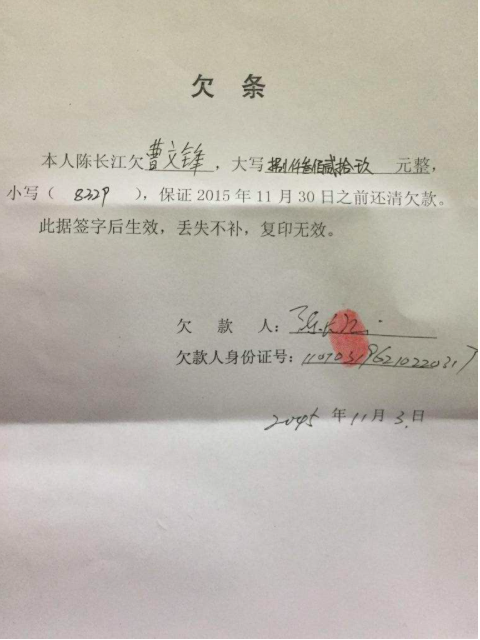 欠 条
本人陈长江欠曹文锋，大写捌仟叁佰贰拾玖 元整，
小写（ 8329 ），保证 2015 年 11 月 30 日之前还清欠款。
此据签字后生效，丢失不补，复印无效。
欠 款 人：陈长江
欠款人身份证号：
年 11 月 3 日